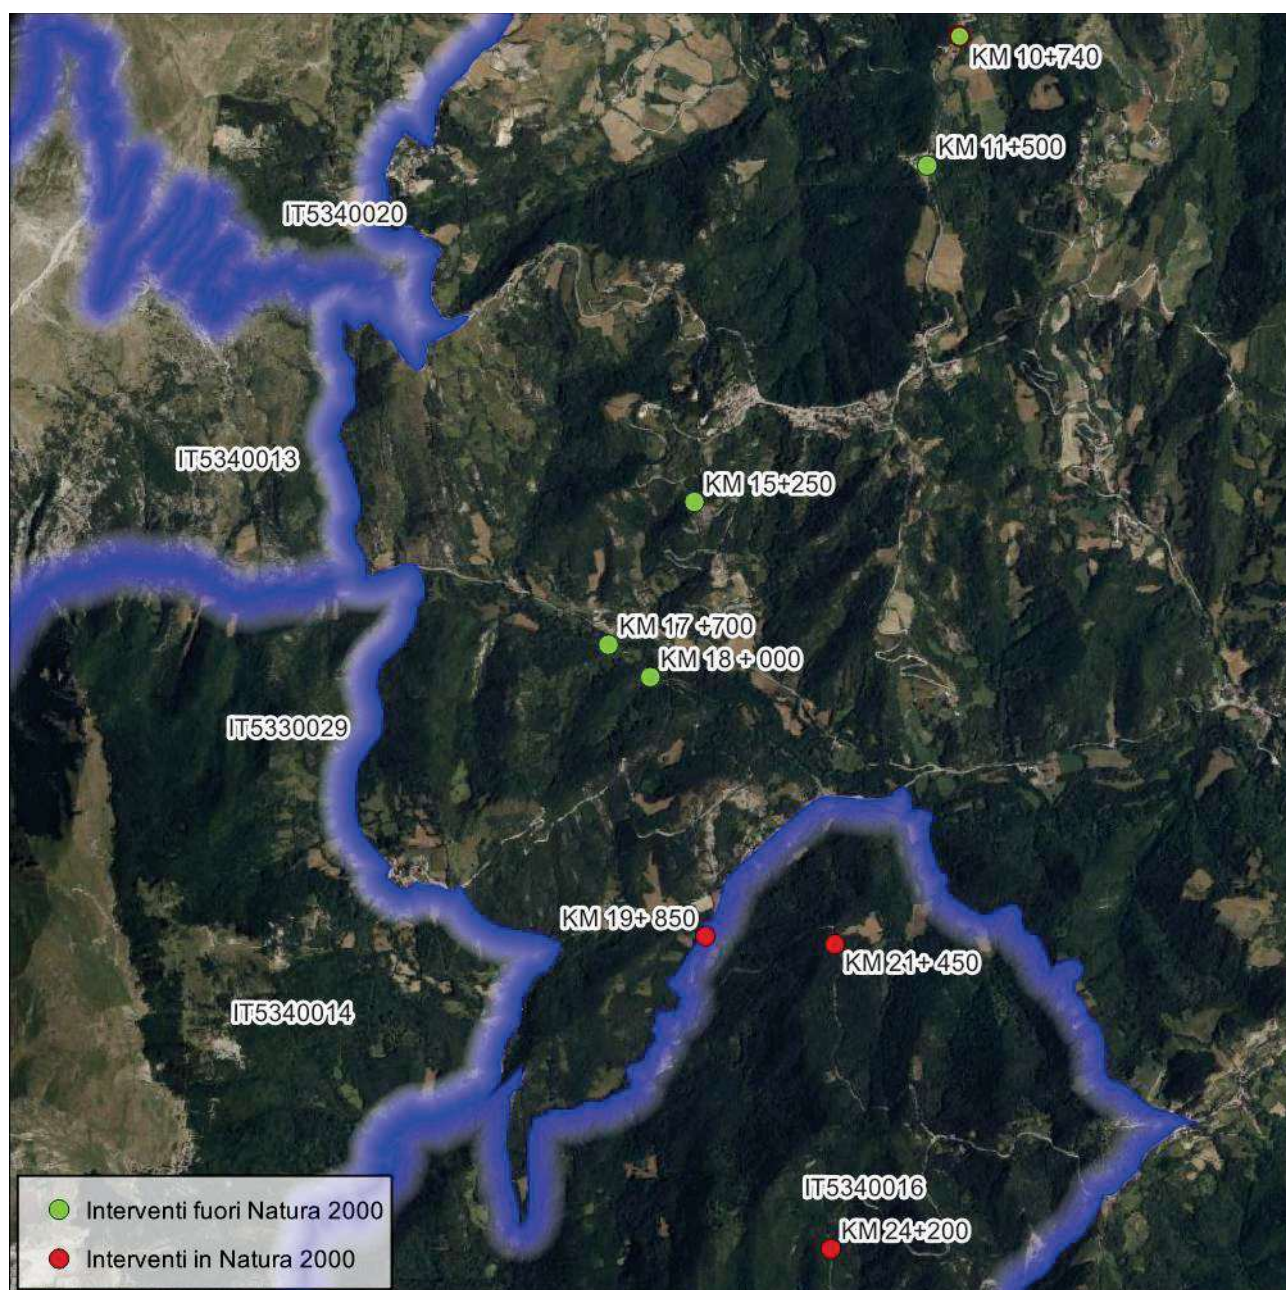 KM 10+740
KM 11+500
IT5340020
IT5340013
KM 15+250
KM 17 +700
KM 18 + 000
IT5330029
KM 19+ 850
KM 21+ 450
IT5340014
IT5340016
KM 24+200
Interventi fuori Natura 2000
Interventi in Natura 2000